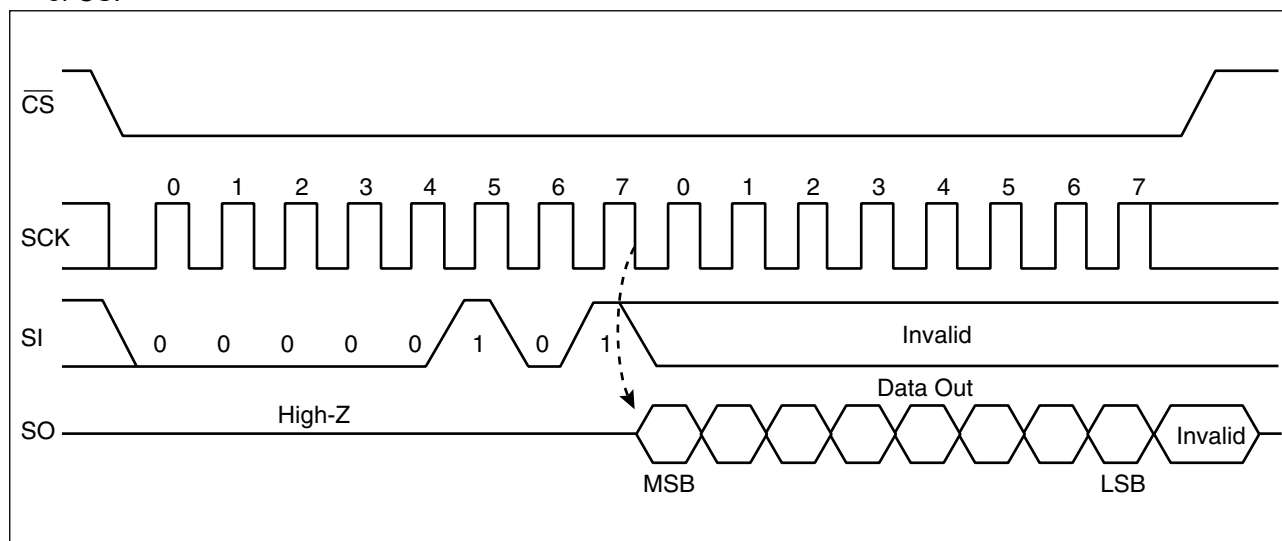 CS
0 1 2 3 4 5 6 7 0 1 2 3 4 5 6 7
SCK
SI
0 0 0 0 0 1 0 1
Invalid
Data Out
High-Z
SO
Invalid
MSB
LSB